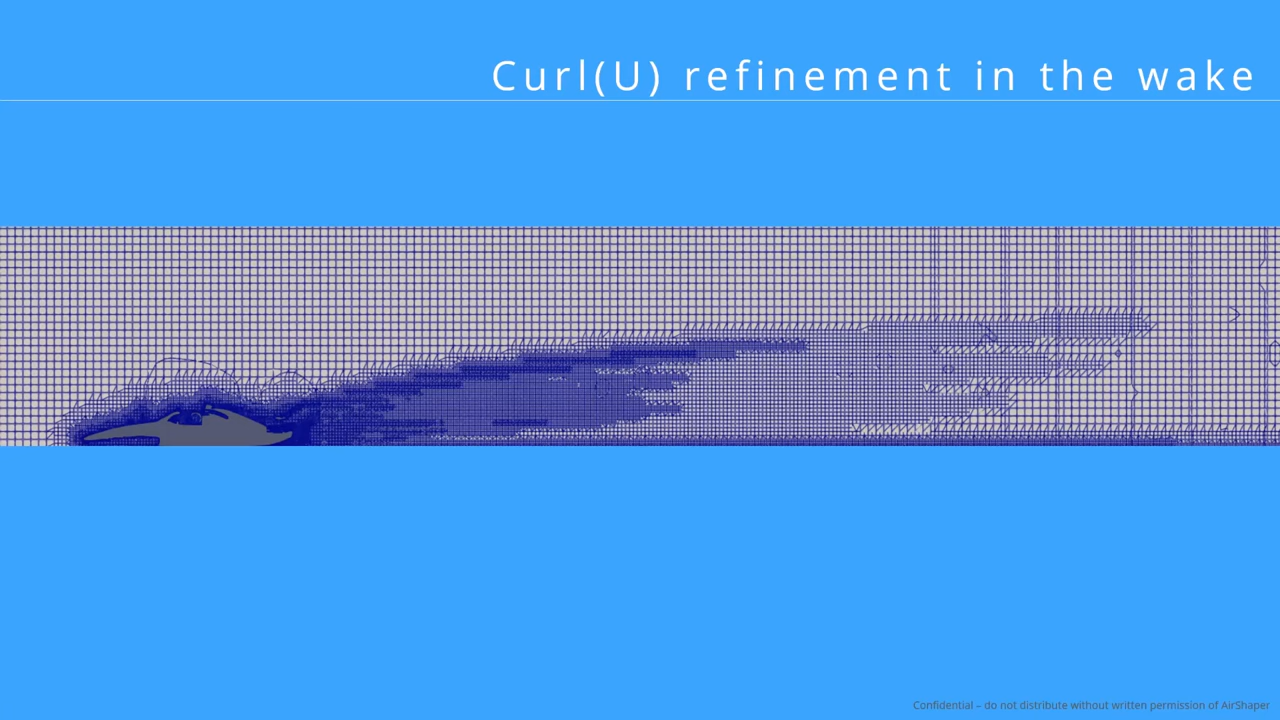 Curl(U) refinement in the wake
Confidential – do not distribute without written permission of AirShaper